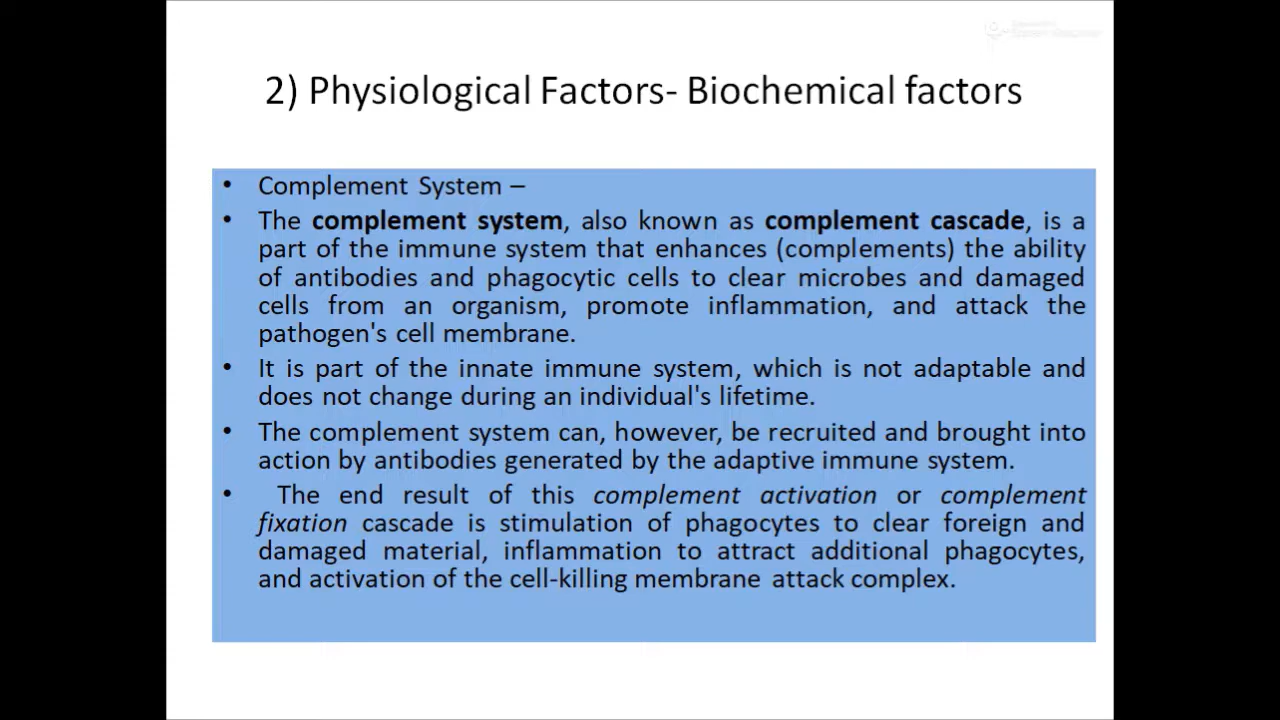 2) Physiological Factors- Biochemical factors
• Complement System –
• The complement system, also known as complement cascade, is a
part of the immune system that enhances (complements) the ability
of antibodies and phagocytic cells to clear microbes and damaged
cells from an organism, promote inflammation, and attack the
pathogen's cell membrane.
• It is part of the innate immune system, which is not adaptable and
does not change during an individual's lifetime.
• The complement system can, however, be recruited and brought into
action by antibodies generated by the adaptive immune system.
• The end result of this complement activation or complement
fixation cascade is stimulation of phagocytes to clear foreign and
damaged material, inflammation to attract additional phagocytes,
and activation of the cell-killing membrane attack complex.